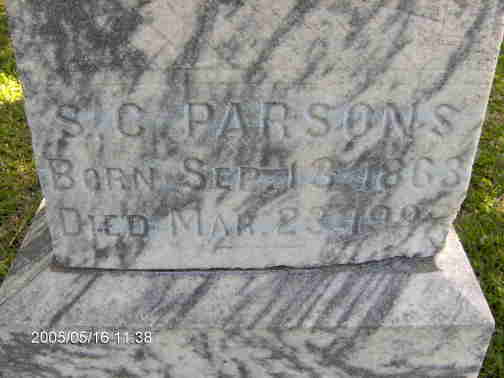 S. C. PARSONS
BORN SEP. 13 1863
DIED MAR. 23
2005/05/16 11:38